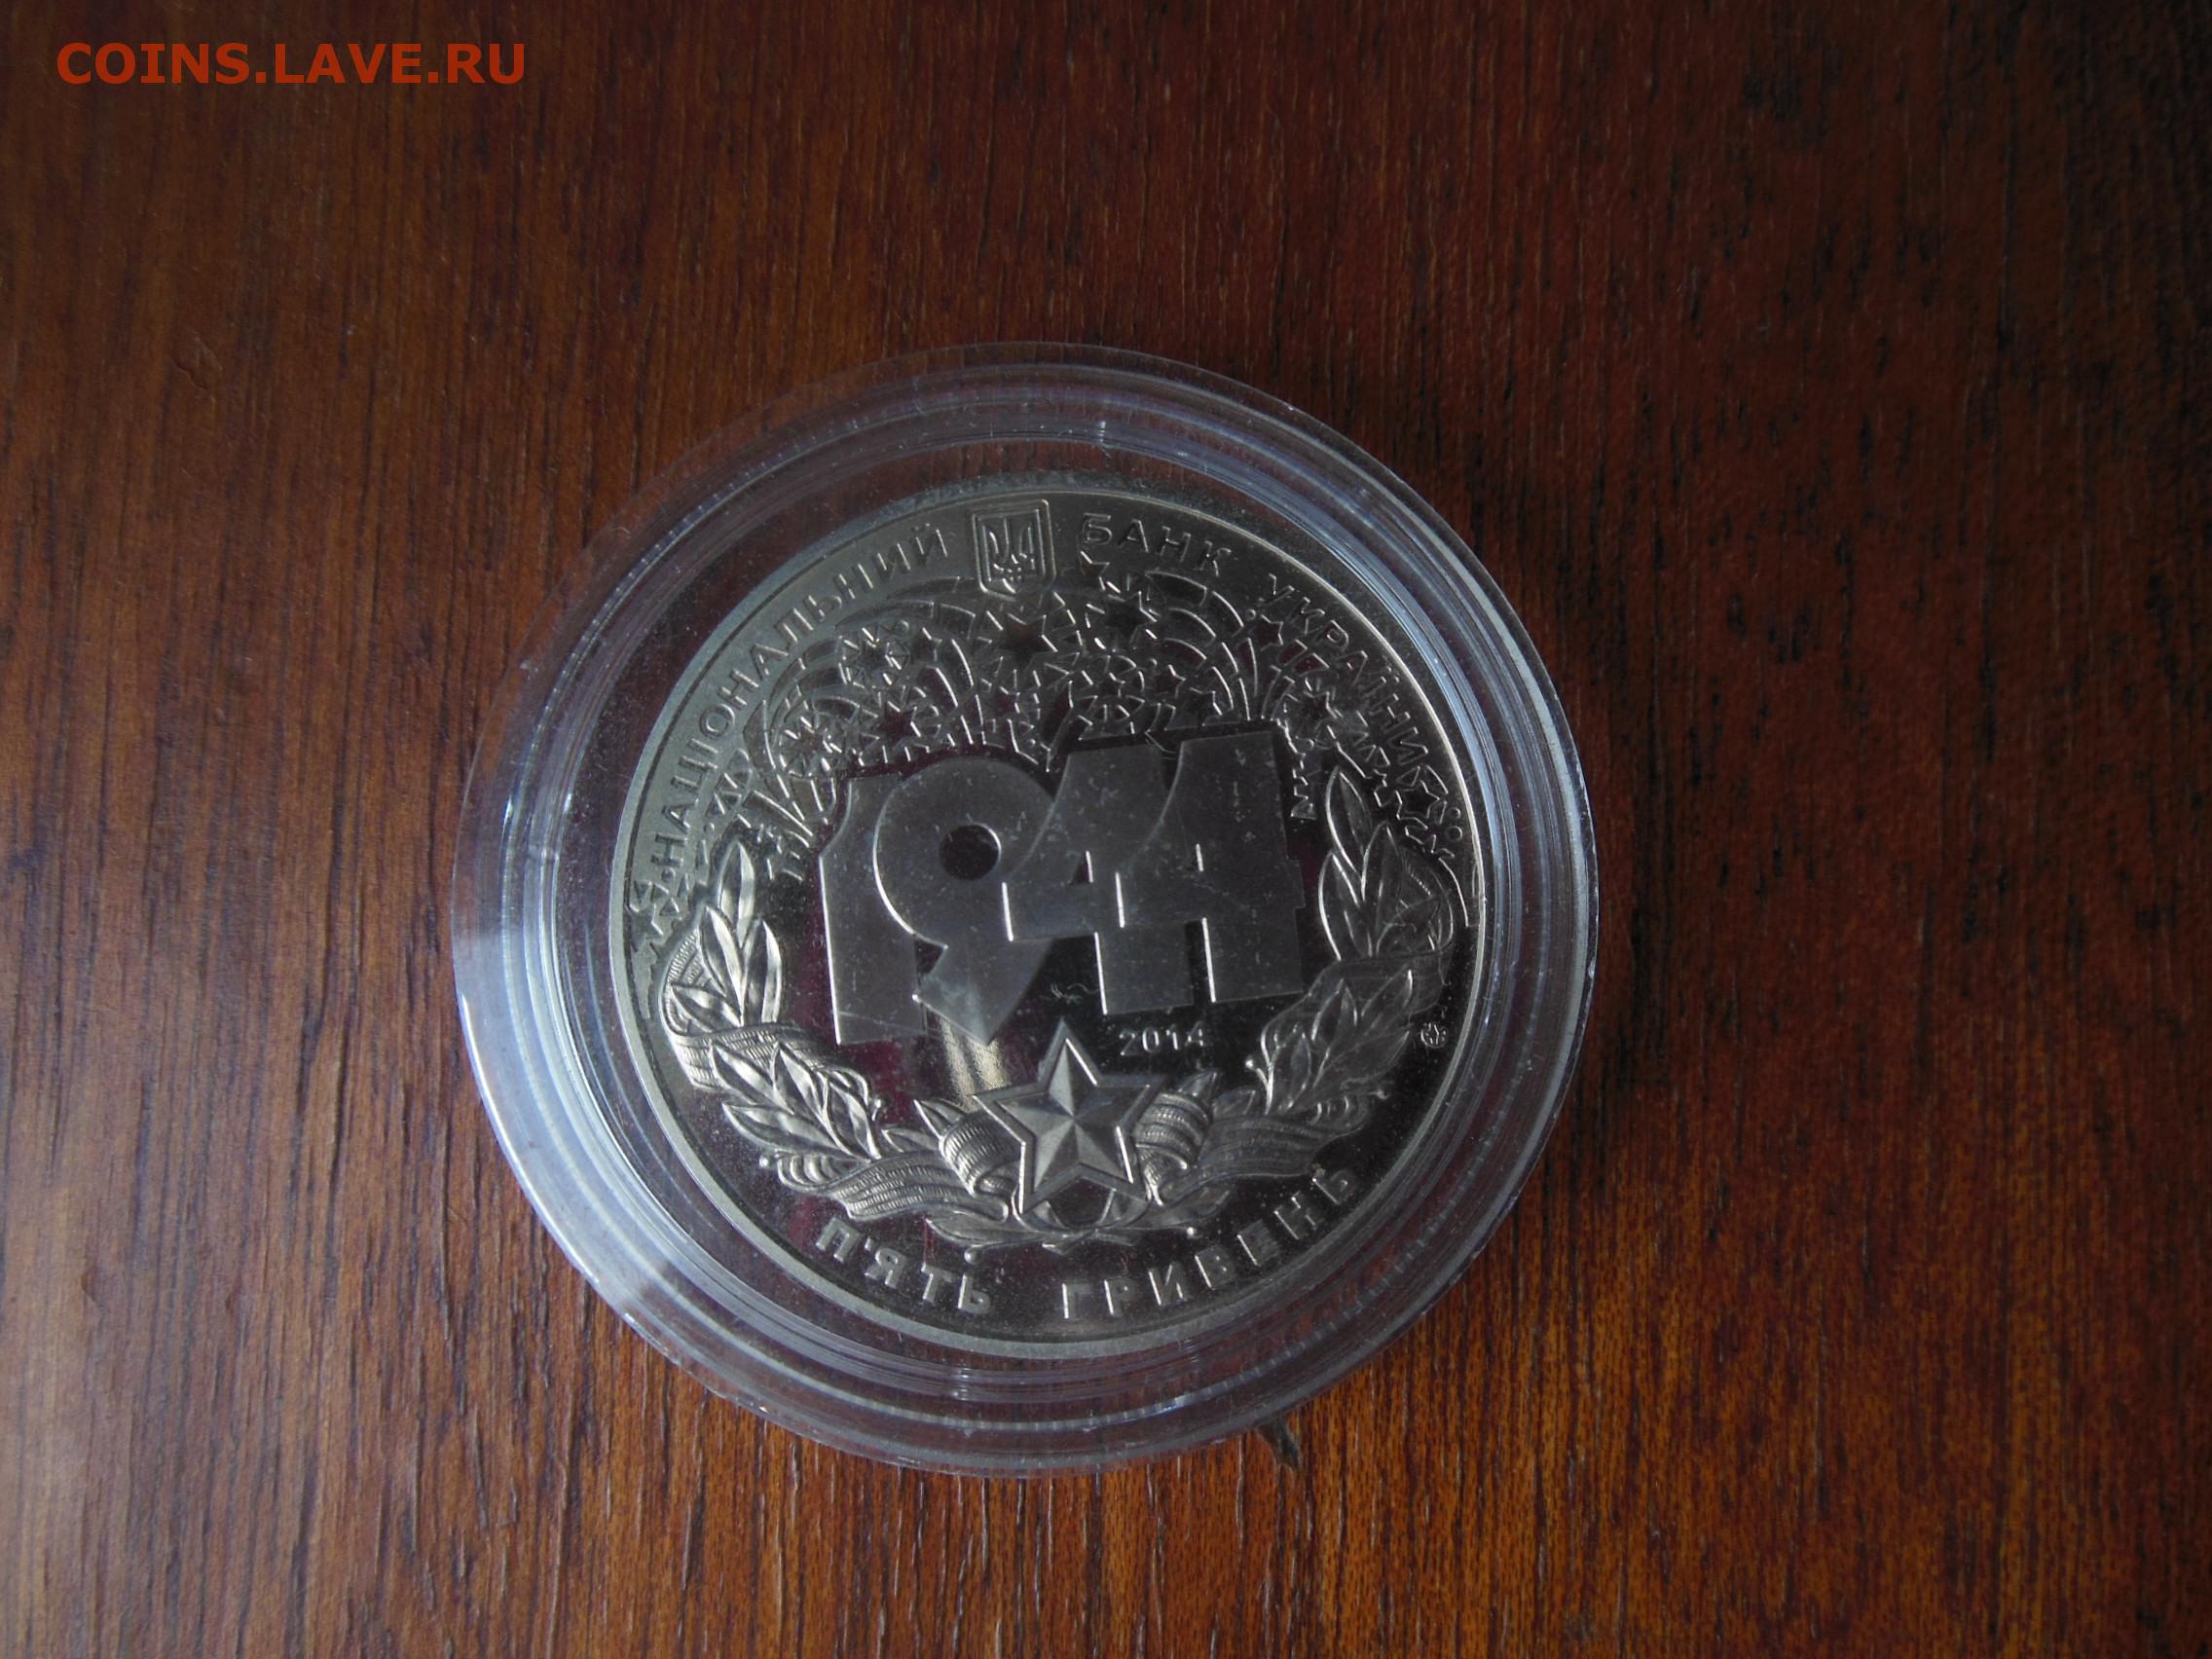 COINS.LAVE.RU
НАЦІОНАЛЬНИЙ БАНК УКРАЇНИ
1944
2014
П'ЯТЬ ГРИВЕНЬ